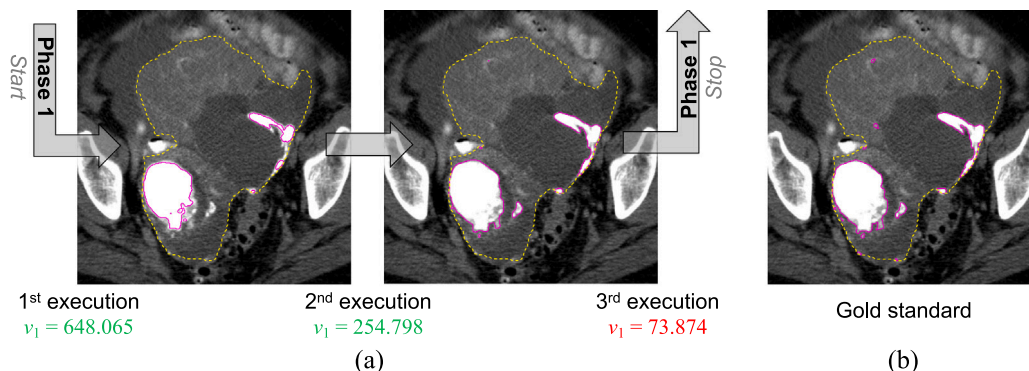 Start
Phase 1
Phase 1
Stop
1st execution
v1 = 648.065
2nd execution
v1 = 254.798
3rd execution
v1 = 73.874
Gold standard
(a)
(b)